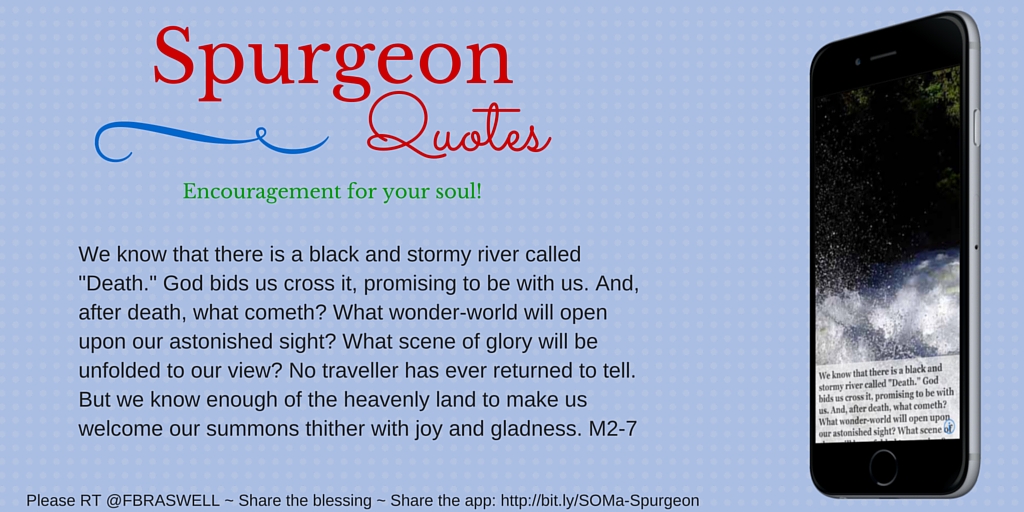 Spurgeon
Quotes
Encouragement for your soul!
We know that there is a black and stormy river called
"Death." God bids us cross it, promising to be with us. And,
after death, what cometh? What wonder-world will open
upon our astonished sight? What scene of glory will be
unfolded to our view? No traveller has ever returned to tell.
But we know enough of the heavenly land to make us
welcome our summons thither with joy and gladness. M2-7
We know that there is a black and
stormy river called "Death." God
bids us cross it, promising to be with
us. And, after death, what cometh?
What wonder-world will open upon
our astonished sight? What scene of
Please RT @FBRASWELL ~ Share the blessing ~ Share the app: http://bit.ly/SOMa-Spurgeon